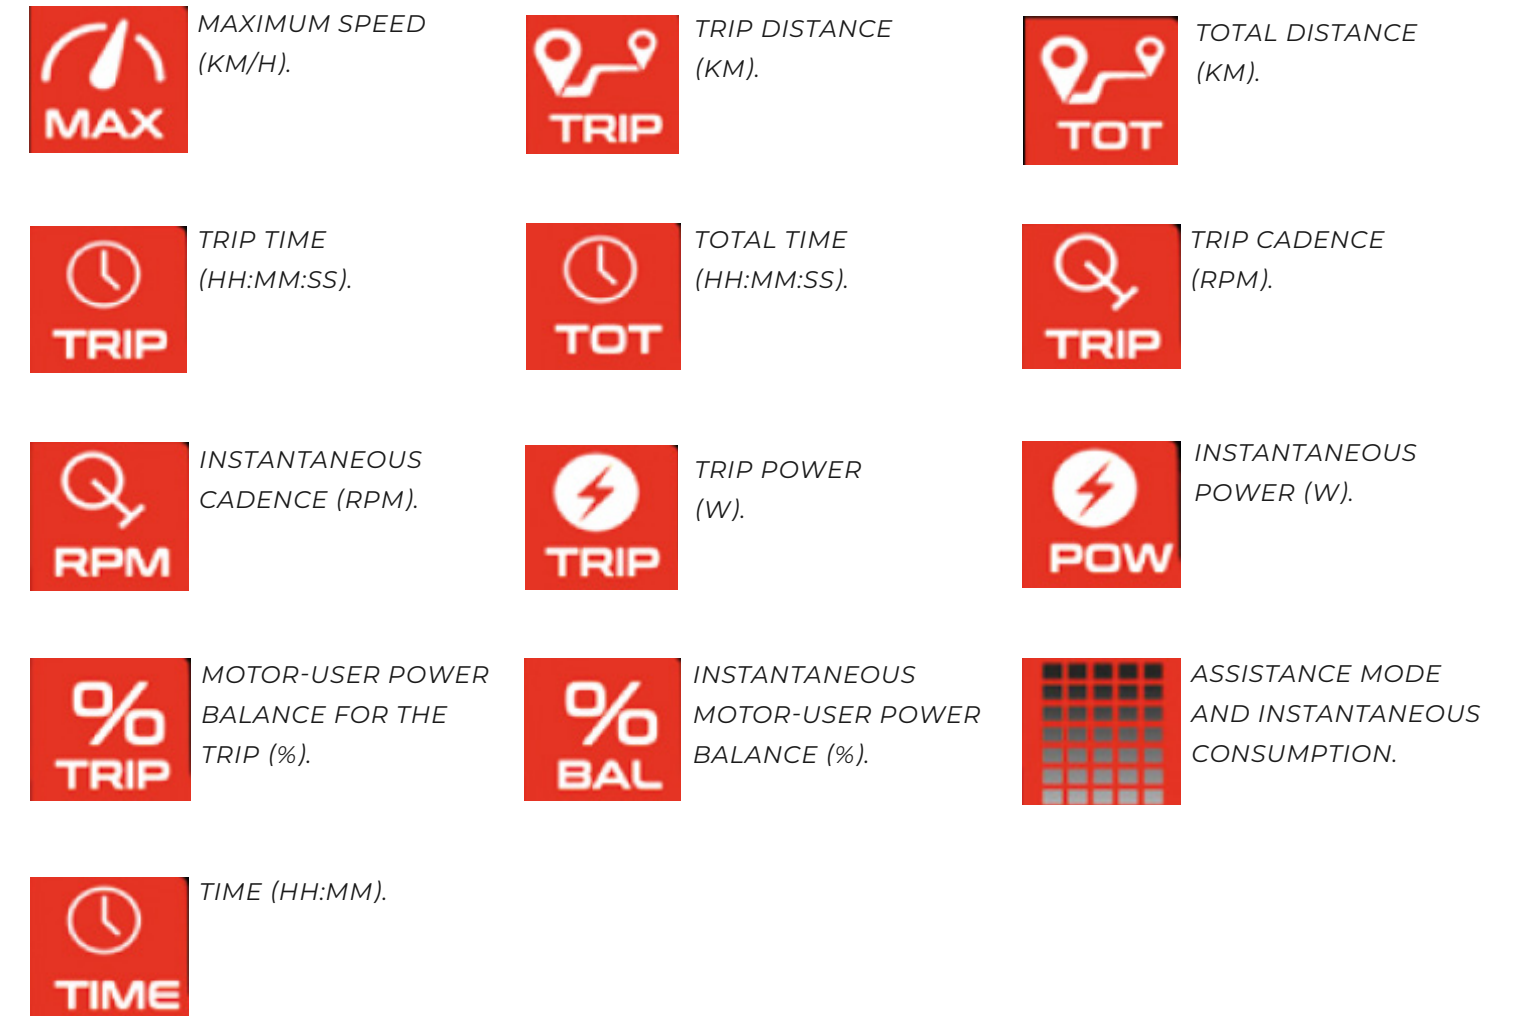 MAX
MAXIMUM SPEED
(KM/H).
TRIP
TRIP DISTANCE
(KM).
TOT
TOTAL DISTANCE
(KM).
TRIP
TRIP TIME
(HH:MM:SS).
TOT
TOTAL TIME
(HH:MM:SS).
TRIP
TRIP CADENCE
(RPM).
RPM
INSTANTANEOUS
CADENCE (RPM).
TRIP
TRIP POWER
(W).
POW
INSTANTANEOUS
POWER (W).
%
TRIP
MOTOR-USER POWER
BALANCE FOR THE
TRIP (%).
%
BAL
INSTANTANEOUS
MOTOR-USER POWER
BALANCE (%).
ASSISTANCE MODE
AND INSTANTANEOUS
CONSUMPTION.
TIME
TIME (HH:MM).